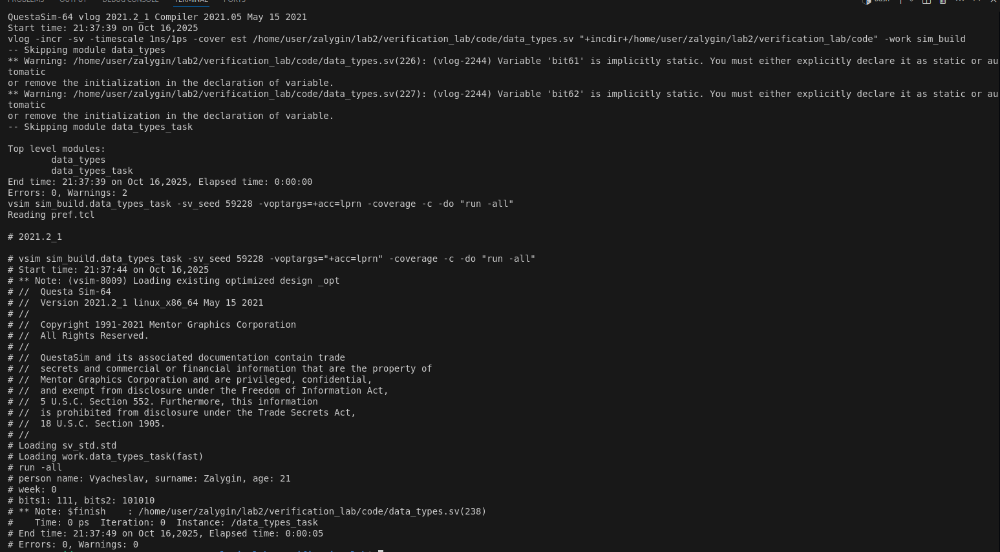 PROBLEMS OUTPUT DEBUG CONSOLE TERMINAL PORTS
QuestaSim-64 vlog 2021.2_1 Compiler 2021.05 May 15 2021
Start time: 21:37:39 on Oct 16,2025
vlog -incr -sv -timescale 1ns/1ps -cover est /home/user/zalygin/lab2/verification_lab/code/data_types.sv "+incdir+/home/user/zalygin/lab2/verification_lab/code" -work sim_build
-- Skipping module data_types
** Warning: /home/user/zalygin/lab2/verification_lab/code/data_types.sv(226): (vlog-2244) Variable 'bit61' is implicitly static. You must either explicitly declare it as static or au
tomatic
or remove the initialization in the declaration of variable.
** Warning: /home/user/zalygin/lab2/verification_lab/code/data_types.sv(227): (vlog-2244) Variable 'bit62' is implicitly static. You must either explicitly declare it as static or au
tomatic
or remove the initialization in the declaration of variable.
-- Skipping module data_types_task
Top level modules:
data_types
data_types_task
End time: 21:37:39 on Oct 16,2025, Elapsed time: 0:00:00
Errors: 0, Warnings: 2
vsim sim_build.data_types_task -sv_seed 59228 -voptargs=+acc=lprn -coverage -c -do "run -all"
Reading pref.tcl
# 2021.2_1
# vsim sim_build.data_types_task -sv_seed 59228 -voptargs="+acc=lprn" -coverage -c -do "run -all"
# Start time: 21:37:44 on Oct 16,2025
# ** Note: (vsim-8009) Loading existing optimized design _opt
# // Questa Sim-64
# // Version 2021.2_1 linux_x86_64 May 15 2021
# //
# // Copyright 1991-2021 Mentor Graphics Corporation
# // All Rights Reserved.
# //
# // QuestaSim and its associated documentation contain trade
# // secrets and commercial or financial information that are the property of
# // Mentor Graphics Corporation and are privileged, confidential,
# // and exempt from disclosure under the Freedom of Information Act,
# // 5 U.S.C. Section 552. Furthermore, this information
# // is prohibited from disclosure under the Trade Secrets Act,
# // 18 U.S.C. Section 1905.
# //
# Loading sv_std.std
# Loading work.data_types_task(fast)
# run -all
# person name: Vyacheslav, surname: Zalygin, age: 21
# week: 0
# bits1: 111, bits2: 101010
# ** Note: $finish    : /home/user/zalygin/lab2/verification_lab/code/data_types.sv(238)
#    Time: 0 ps  Iteration: 0  Instance: /data_types_task
# End time: 21:37:49 on Oct 16,2025, Elapsed time: 0:00:05
# Errors: 0, Warnings: 0